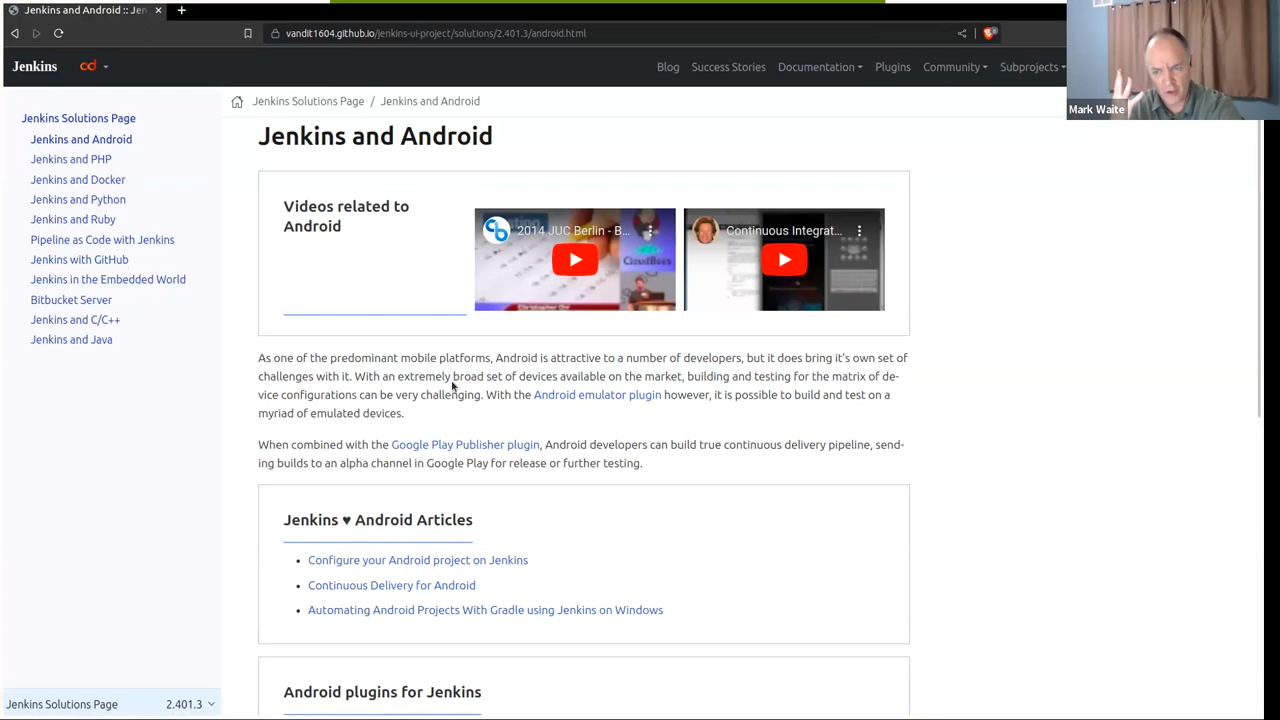 Jenkins and Android :: Jen
vandit1604.github.io/jenkins-ui-project/solutions/2.401.3/android.html
Jenkins
cd
Blog
Success Stories
Documentation
Plugins
Community
Subprojects
Mark Waite
Jenkins Solutions Page
Jenkins and Android
Jenkins and PHP
Jenkins and Docker
Jenkins and Python
Jenkins and Ruby
Pipeline as Code with Jenkins
Jenkins with GitHub
Jenkins in the Embedded World
Bitbucket Server
Jenkins and C/C++
Jenkins and Java
Jenkins Solutions Page
2.401.3
Jenkins Solutions Page / Jenkins and Android
Jenkins and Android
Videos related to
Android
2014 JUC Berlin - B...
CloudBees
Continuous Integrat...
As one of the predominant mobile platforms, Android is attractive to a number of developers, but it does bring it's own set of
challenges with it. With an extremely broad set of devices available on the market, building and testing for the matrix of de-
vice configurations can be very challenging. With the Android emulator plugin however, it is possible to build and test on a
myriad of emulated devices.
When combined with the Google Play Publisher plugin, Android developers can build true continuous delivery pipeline, send-
ing builds to an alpha channel in Google Play for release or further testing.
Jenkins ♥ Android Articles
• Configure your Android project on Jenkins
• Continuous Delivery for Android
• Automating Android Projects With Gradle using Jenkins on Windows
Android plugins for Jenkins